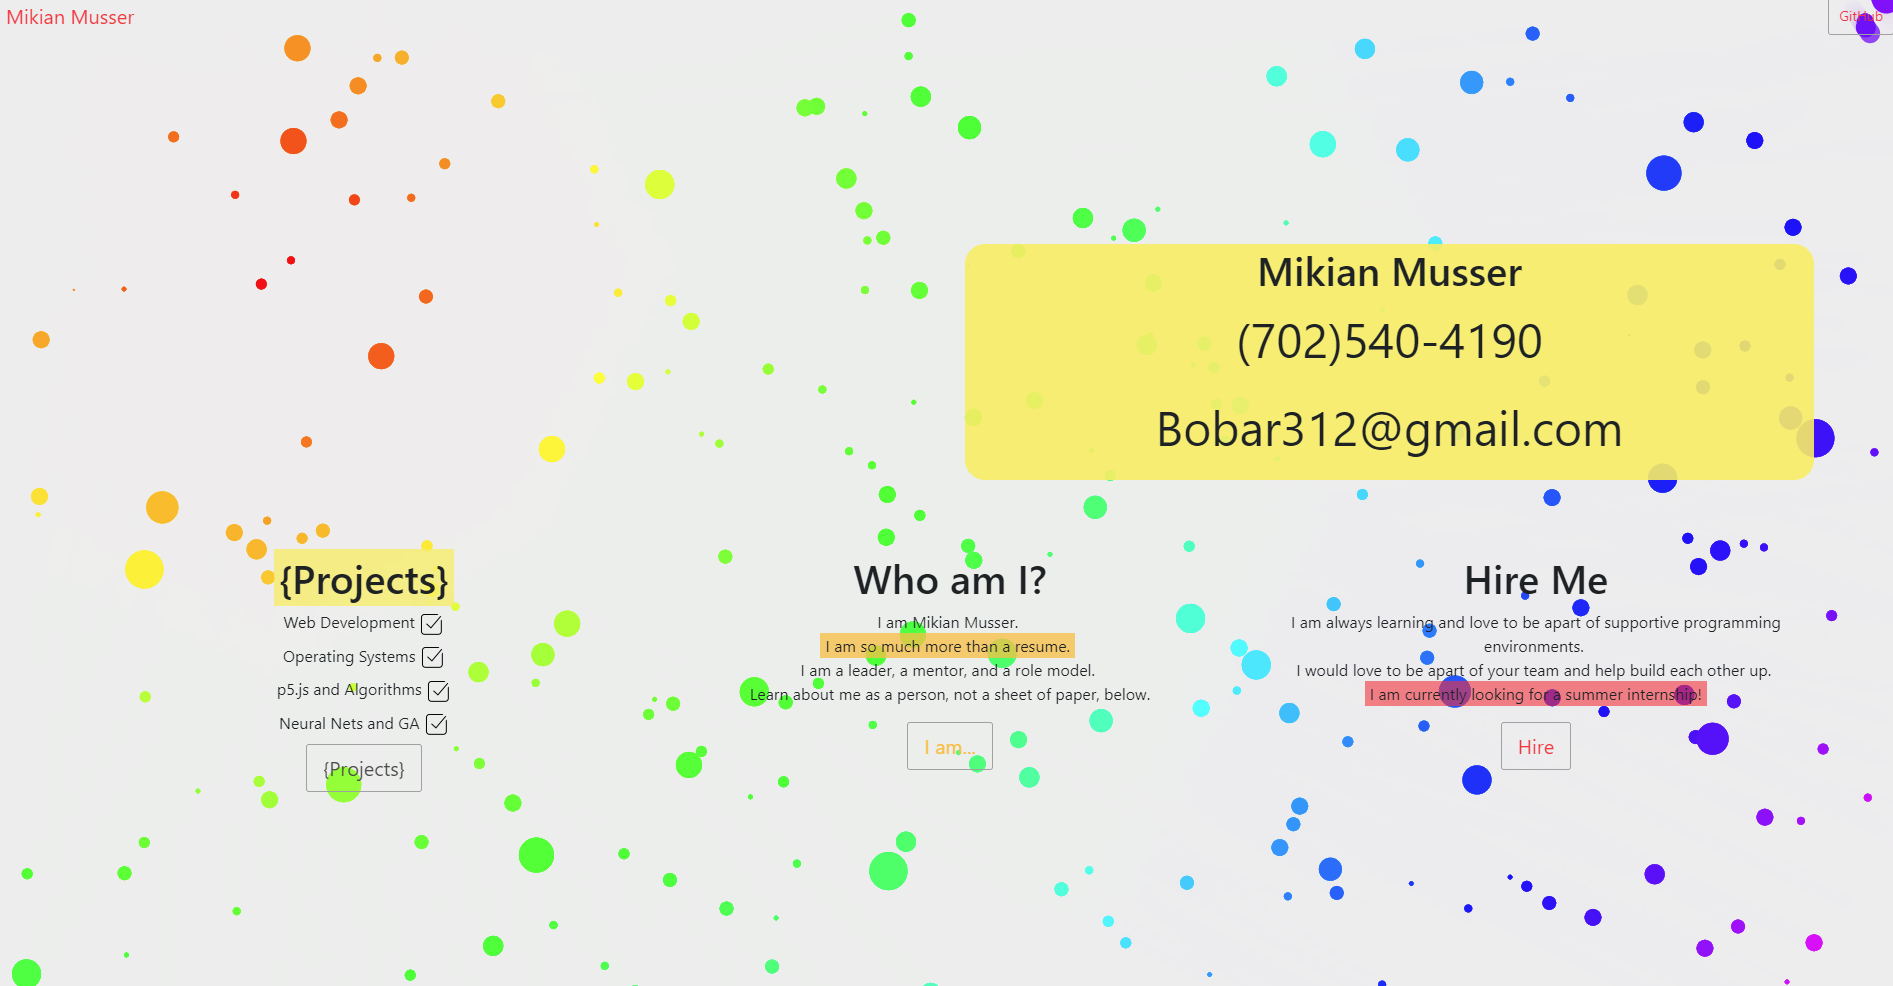 Mikian Musser
GitHub
Mikian Musser
(702)540-4190
Bobar312@gmail.com
{Projects}
Web Development
Operating Systems
p5.js and Algorithms
Neural Nets and GA
{Projects}
Who am I?
I am Mikian Musser.
I am so much more than a resume.
I am a leader, a mentor, and a role model.
Learn about me as a person, not a sheet of paper, below.
I am...
Hire Me
I am always learning and love to be apart of supportive programming
environments.
I would love to be apart of your team and help build each other up.
I am currently looking for a summer internship!
Hire